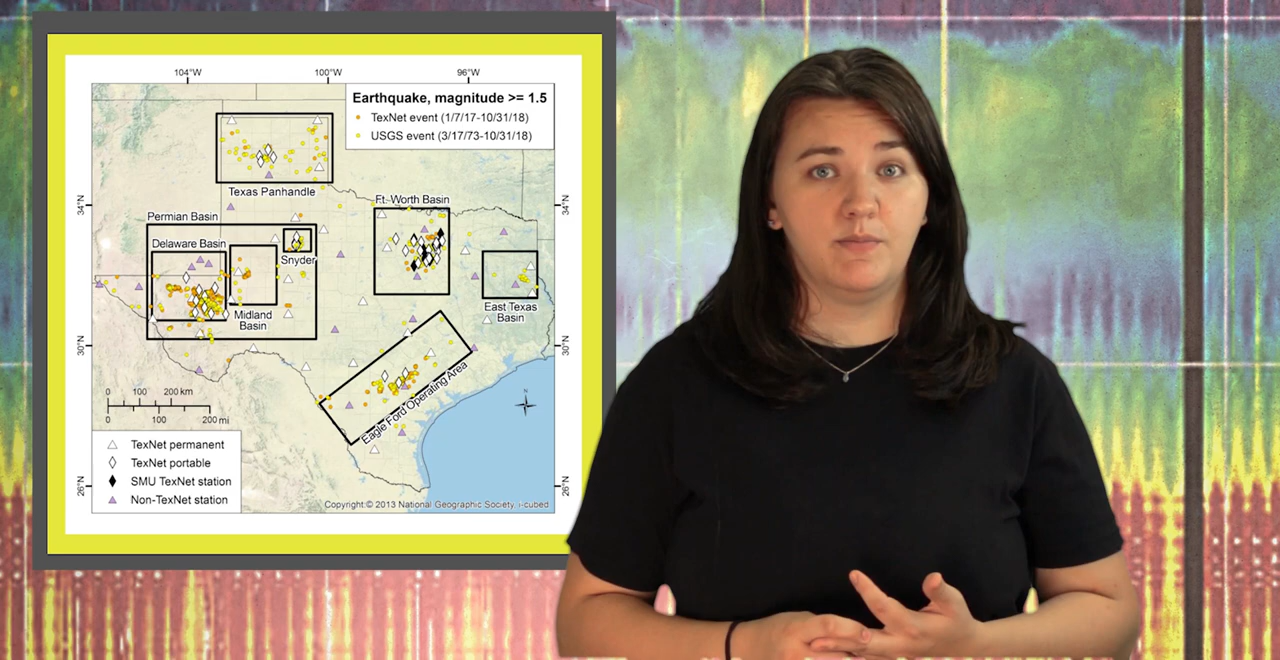 104°W 100°W 96°W
Earthquake, magnitude >= 1.5
TexNet event (1/7/17-10/31/18)
USGS event (3/17/73-10/31/18)
Texas Panhandle
34°N
34°N
Ft. Worth Basin
Permian Basin
Delaware Basin
Snyder
Midland
Basin
East Texas
Basin
30°N
30°N
Eagle Ford Operating Area
0 100 200 km
0 100 200 mi
N
TexNet permanent
TexNet portable
SMU TexNet station
Non-TexNet station
26°N
26°N
Copyright:© 2013 National Geographic Society, i-cubed